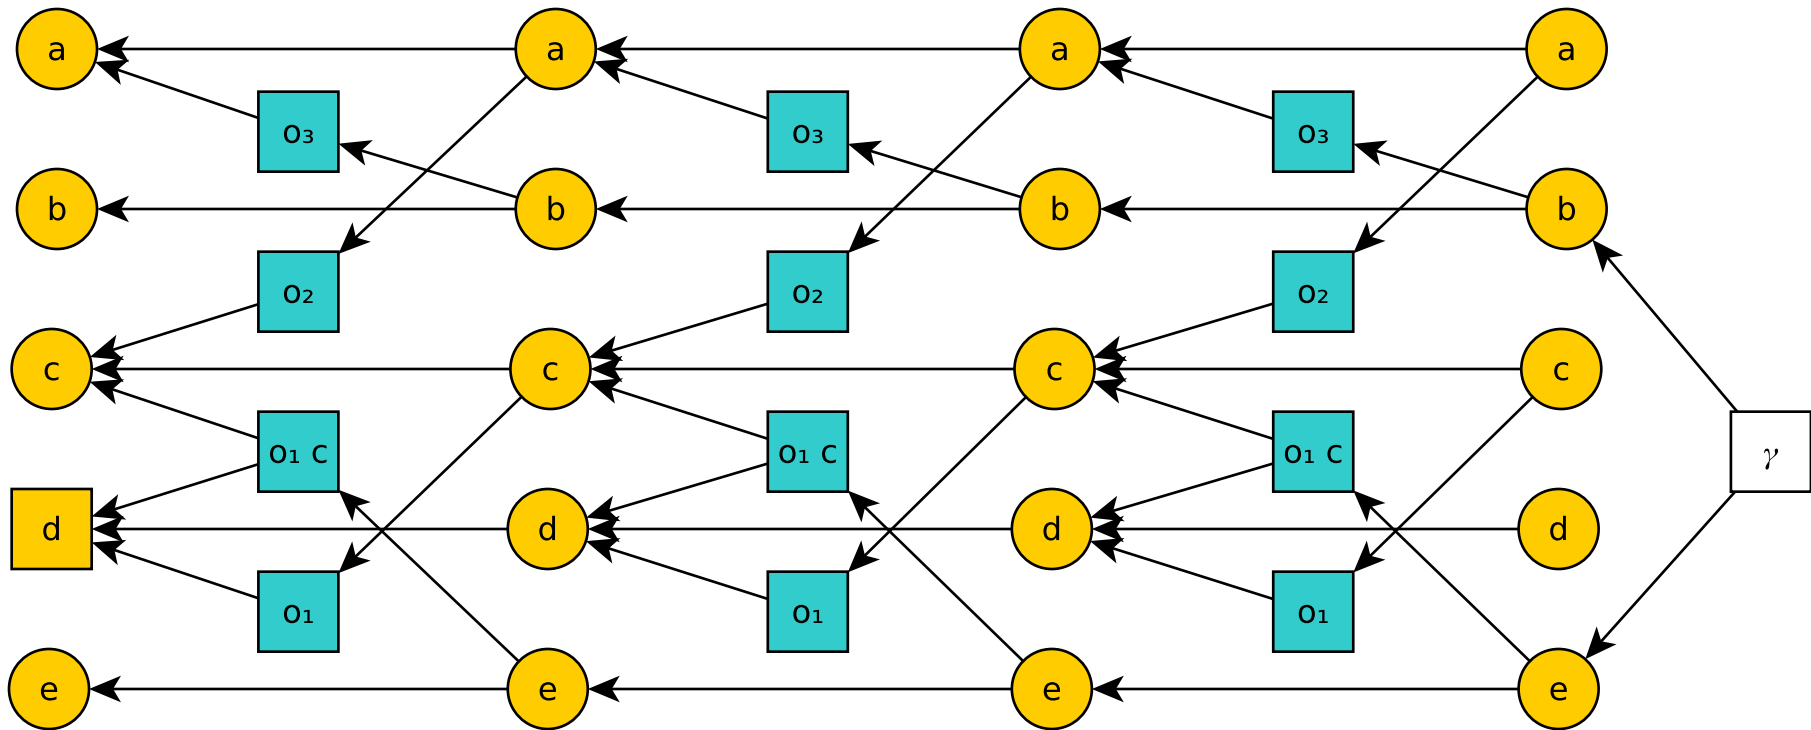 a a a a
o₃ o₃ o₃
b b b b
o₂ o₂ o₂
c c c c
o₁ c o₁ c o₁ c γ
d d d d
o₁ o₁ o₁
e e e e